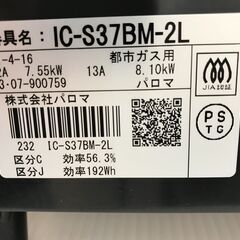 具名：IC-S37BM-2L
-4-16 都市ガス用
2A 7.55kW 13A 8.10kW
3.07-900759 パロマ
株式会社パロマ
232 IC-S37BM-2L
区分C 効率56.3%
区分J 効率192Wh
JIA認証
PS
TG